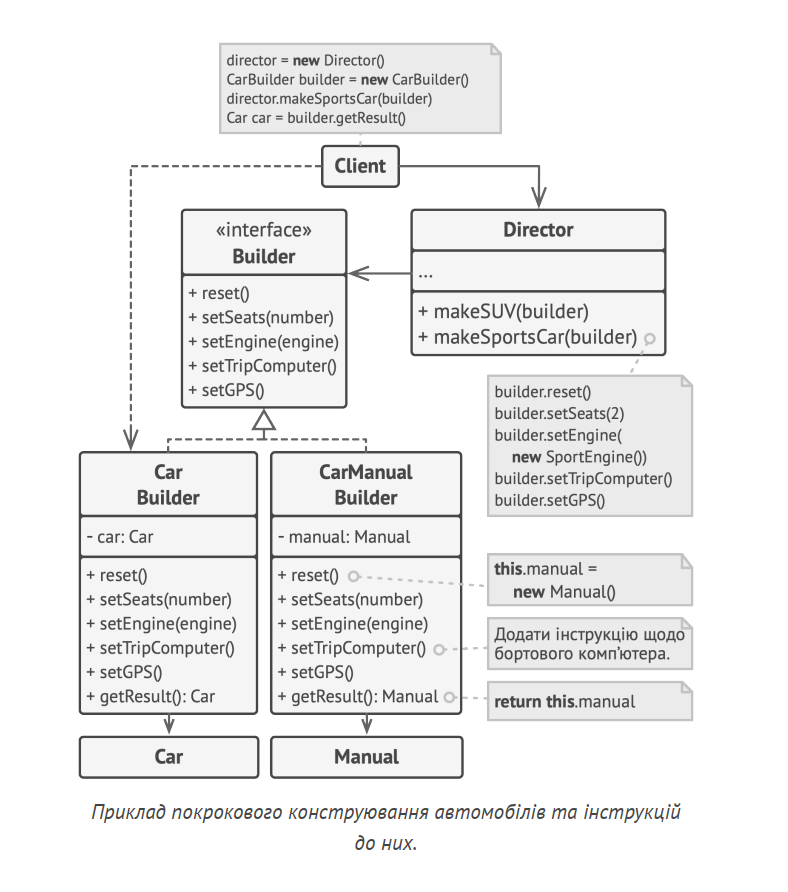 director = new Director()
CarBuilder builder = new CarBuilder()
director.makeSportsCar(builder)
Car car = builder.getResult()
Client
«interface»
Builder
+ reset()
+ setSeats(number)
+ setEngine(engine)
+ setTripComputer()
+ setGPS()
Director
...
+ makeSUV(builder)
+ makeSportsCar(builder)
builder.reset()
builder.setSeats(2)
builder.setEngine(
new SportEngine())
builder.setTripComputer()
builder.setGPS()
Car
Builder
- car: Car
+ reset()
+ setSeats(number)
+ setEngine(engine)
+ setTripComputer()
+ setGPS()
+ getResult(): Car
CarManual
Builder
- manual: Manual
+ reset()
+ setSeats(number)
+ setEngine(engine)
+ setTripComputer()
+ setGPS()
+ getResult(): Manual
this.manual =
new Manual()
Додати інструкцію щодо
бортового комп’ютера.
return this.manual
Car
Manual
Приклад покрокового конструювання автомобілів та інструкцій
до них.